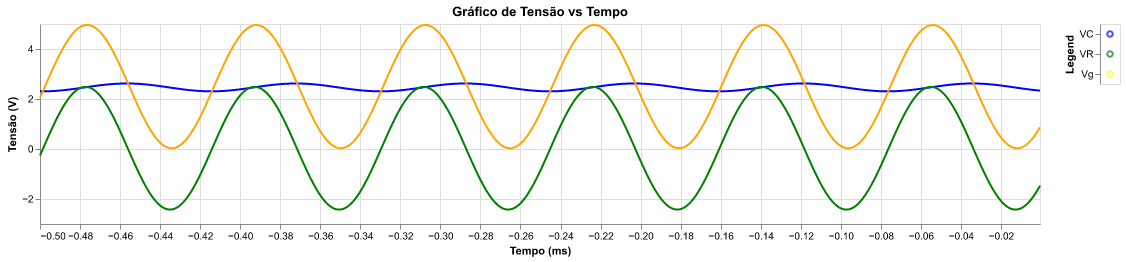 Gráfico de Tensão vs Tempo
Tensão (V)
4
2
0
−2
−0.50 −0.48 −0.46 −0.44 −0.42 −0.40 −0.38 −0.36 −0.34 −0.32 −0.30 −0.28 −0.26 −0.24 −0.22 −0.20 −0.18 −0.16 −0.14 −0.12 −0.10 −0.08 −0.06 −0.04 −0.02
Tempo (ms)
Legend
VC
VR
Vg